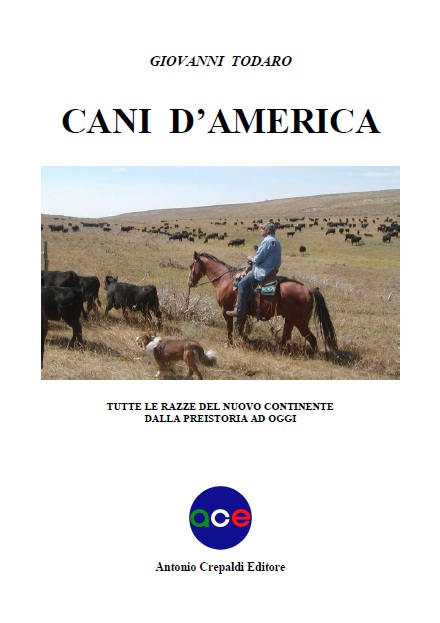 GIOVANNI TODARO
CANI D'AMERICA
TUTTE LE RAZZE DEL NUOVO CONTINENTE
DALLA PREISTORIA AD OGGI
ace
Antonio Crepaldi Editore